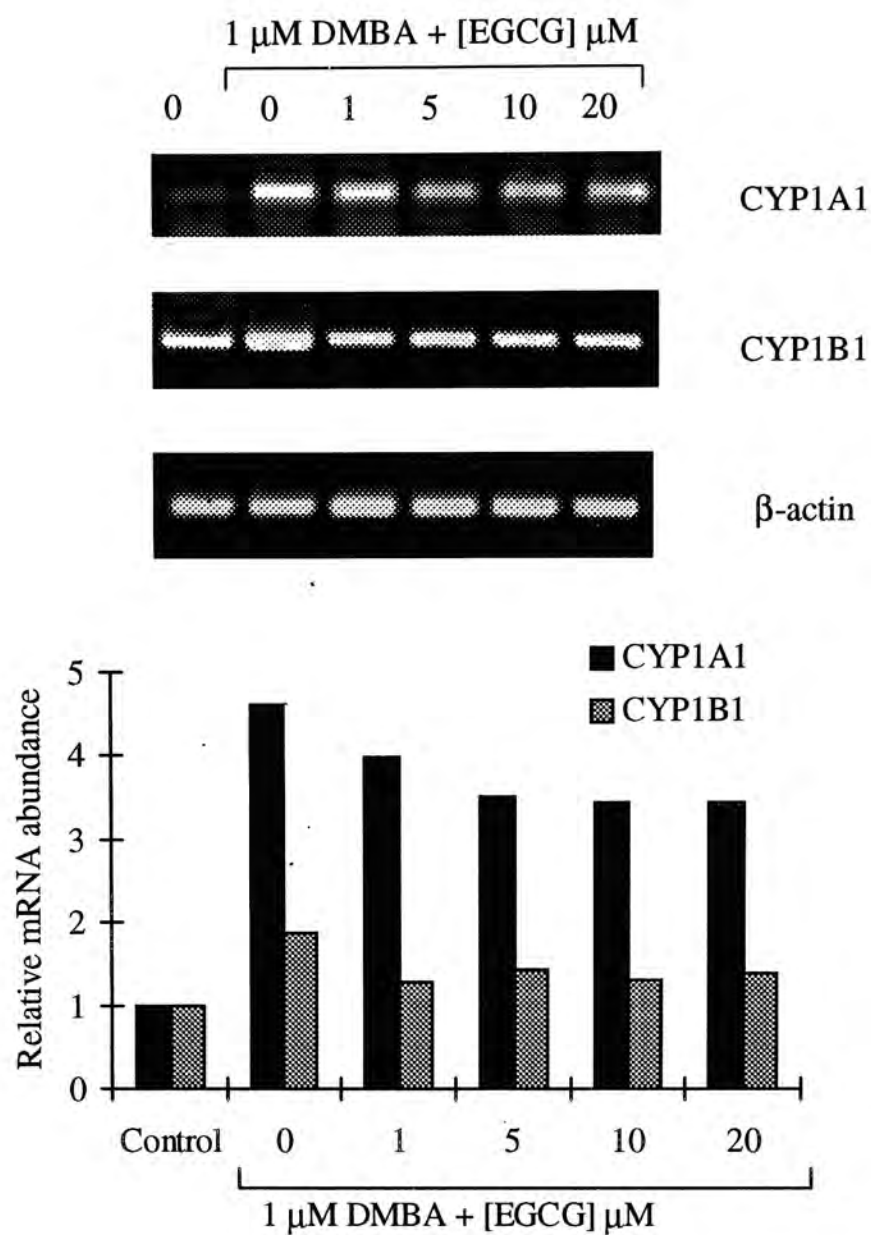 1 μM DMBA + [EGCG] μM
0 0 1 5 10 20
CYP1A1
CYP1B1
β-actin
CYP1A1
CYP1B1
Relative mRNA abundance
5
4
3
2
1
0
Control 0 1 5 10 20
1 μM DMBA + [EGCG] μM